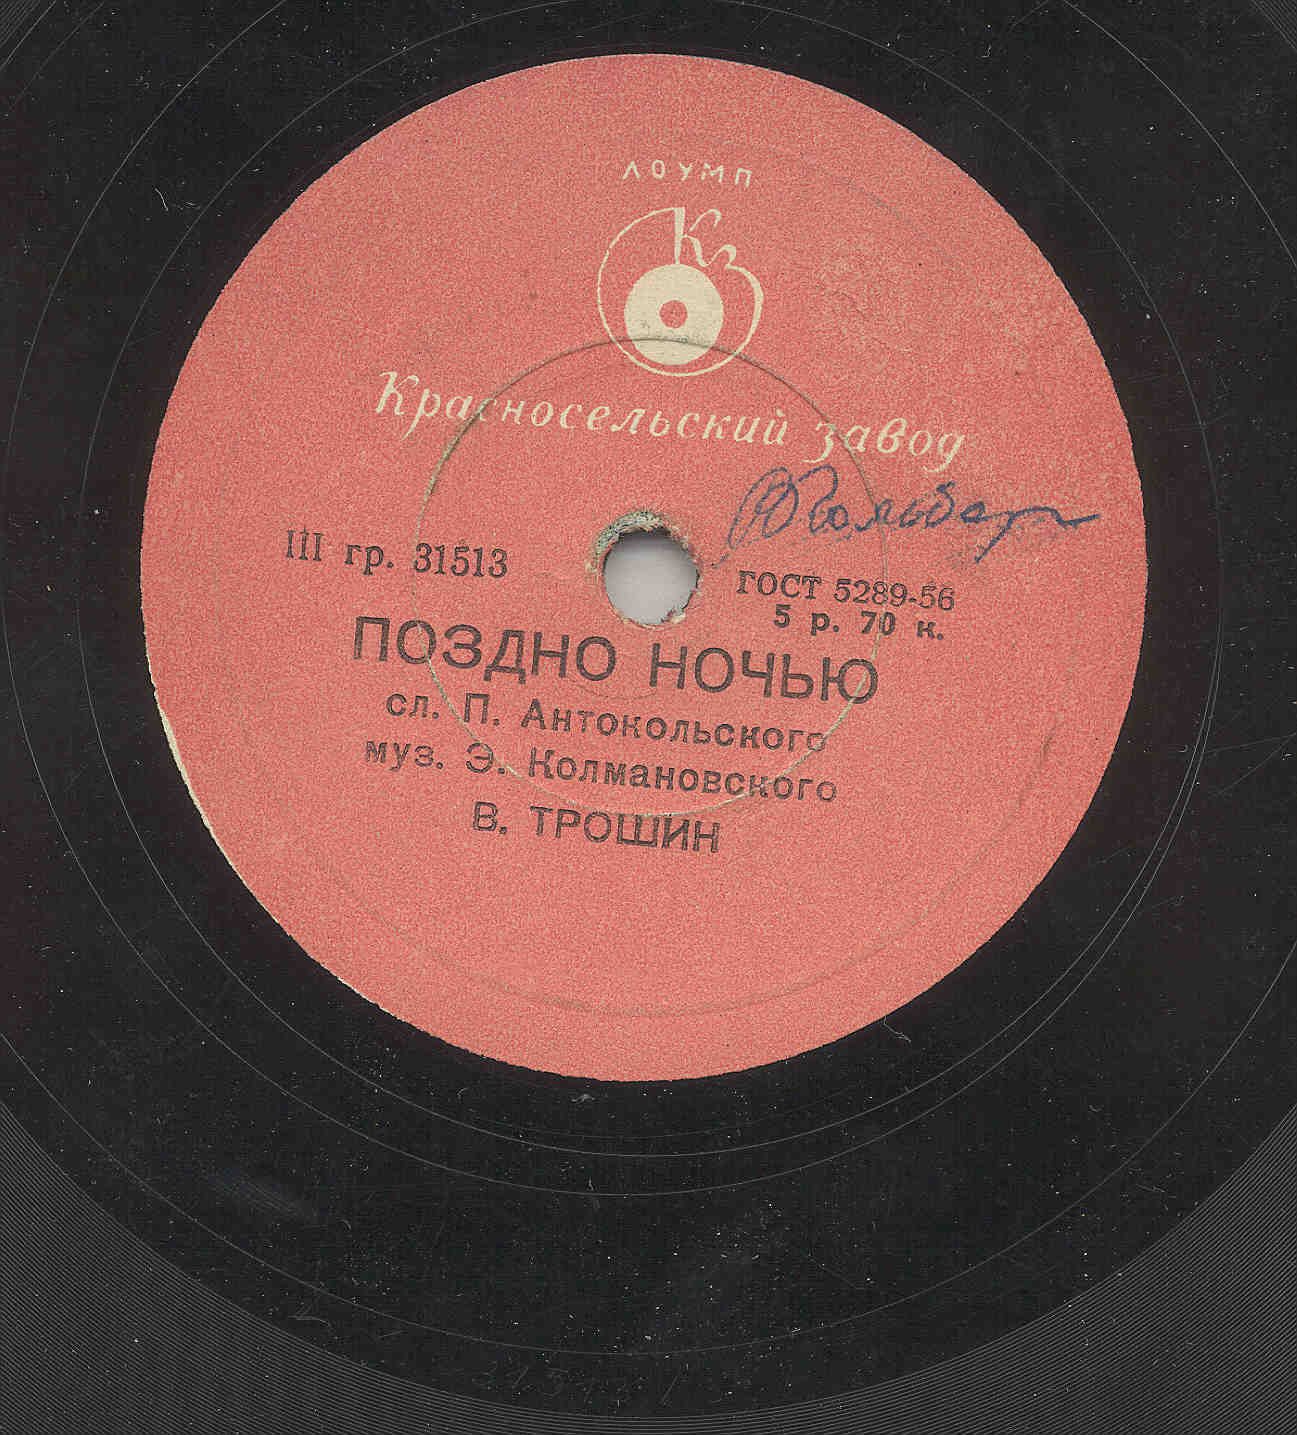 ЛОУМП
Кз
Красносельский завод
III гр. 31513
ГОСТ 5289-56
5 р. 70 к.
ПОЗДНО НОЧЬЮ
сл. П. Антокольского
муз. Э. Колмановского
В. ТРОШИН